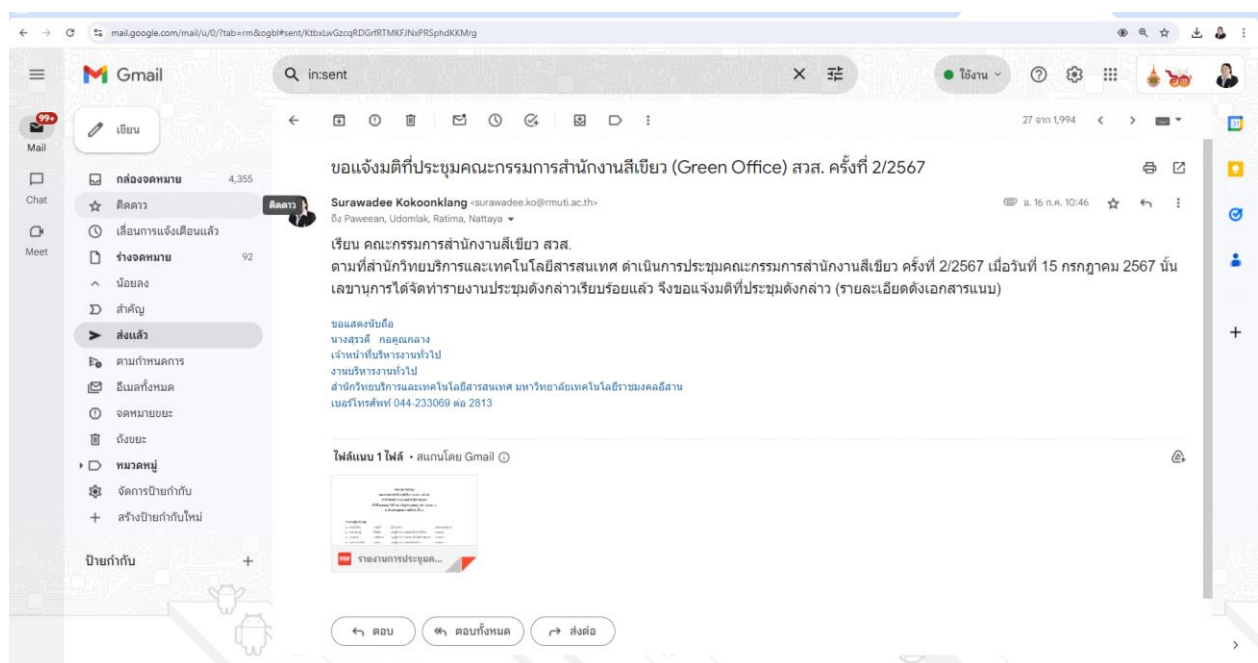 mail.google.com/mail/u/0/?tab=rm&ogbl#sent/KtbxLwGzcqRDGrfRTMKFJNxPRSphdKKMrg
Gmail
in:sent
ใช้งาน
99+
Mail
เขียน
27 จาก 1,994
31
ขอแจ้งมติที่ประชุมคณะกรรมการสำนักงานสีเขียว (Green Office) สวส. ครั้งที่ 2/2567
กล่องจดหมาย 4,355
Chat
ติดดาว
ติดดาว
Surawadee Kokoonklang <surawadee.ko@rmuti.ac.th>
อ. 16 ก.ค. 10:46
ถึง Paweean, Udomlak, Ratima, Nattaya
เลื่อนการแจ้งเตือนแล้ว
Meet
ร่างจดหมาย 92
น้อยลง
สำคัญ
ส่งแล้ว
ตามกำหนดการ
อีเมลทั้งหมด
จดหมายขยะ
ถังขยะ
หมวดหมู่
จัดการป้ายกำกับ
สร้างป้ายกำกับใหม่
ป้ายกำกับ
เรียน คณะกรรมการสำนักงานสีเขียว สวส.
ตามที่สำนักวิทยบริการและเทคโนโลยีสารสนเทศ ดำเนินการประชุมคณะกรรมการสำนักงานสีเขียว ครั้งที่ 2/2567 เมื่อวันที่ 15 กรกฎาคม 2567 นั้น
เลขานุการได้จัดทำรายงานประชุมดังกล่าวเรียบร้อยแล้ว จึงขอแจ้งมติที่ประชุมดังกล่าว (รายละเอียดดังเอกสารแนบ)
ขอแสดงนับถือ
นางสุรวดี กอคูณกลาง
เจ้าหน้าที่บริหารงานทั่วไป
งานบริหารงานทั่วไป
สำนักวิทยบริการและเทคโนโลยีสารสนเทศ มหาวิทยาลัยเทคโนโลยีราชมงคลอีสาน
เบอร์โทรศัพท์ 044-233069 ต่อ 2813
ไฟล์แนบ 1 ไฟล์ • สแกนโดย Gmail
PDF รายงานการประชุมค...
ตอบ
ตอบทั้งหมด
ส่งต่อ